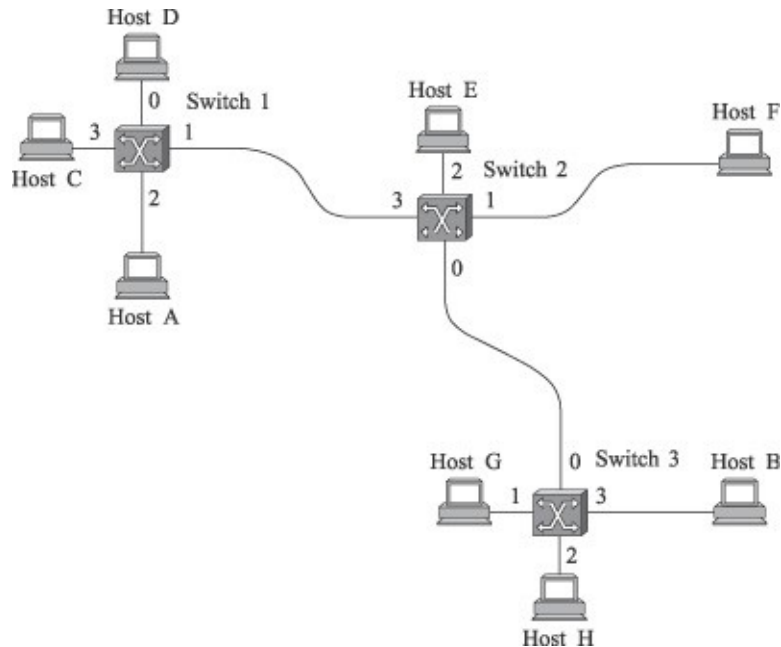 Host D
0 Switch 1
Host E
Host F
3 1
Host C
2 Switch 2
2
3 1
0
Host A
0 Switch 3
Host G Host B
1 3
2
Host H